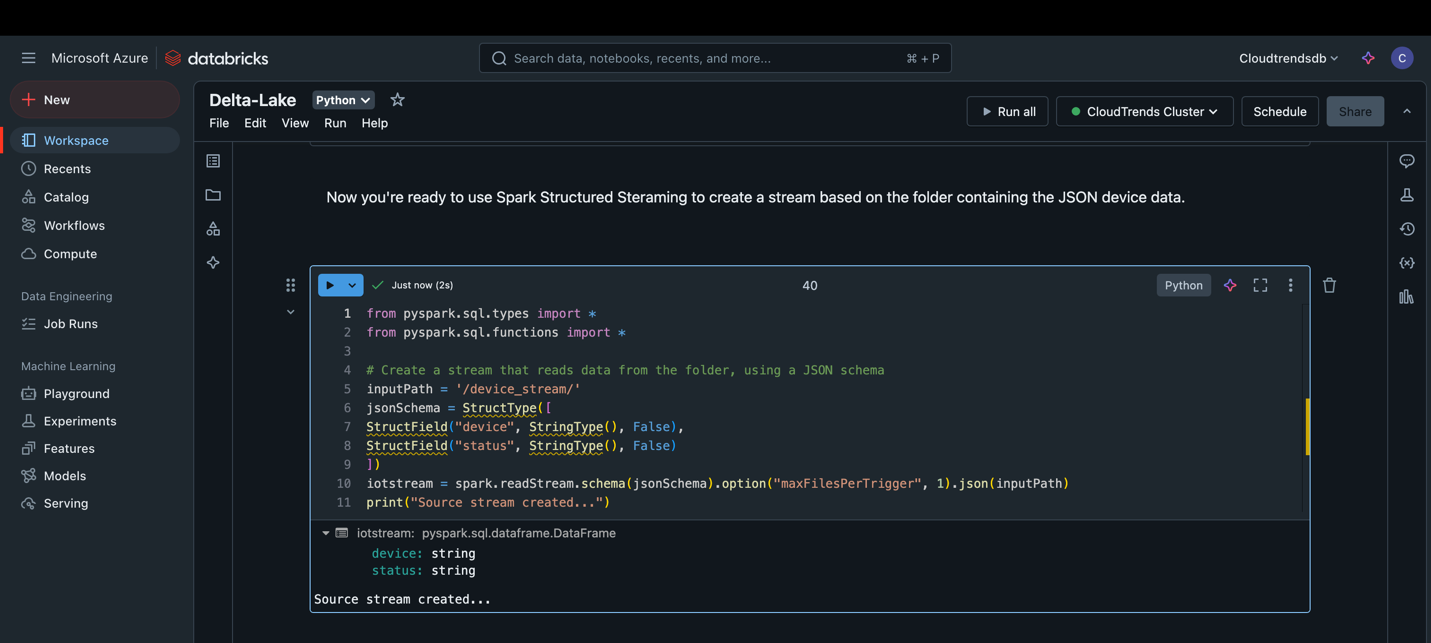 Microsoft Azure databricks
Search data, notebooks, recents, and more... ⌘ + P
Cloudtrendsdb
C
New
Workspace
Recents
Catalog
Workflows
Compute
Data Engineering
Job Runs
Machine Learning
Playground
Experiments
Features
Models
Serving
Delta-Lake Python
File Edit View Run Help
Run all CloudTrends Cluster Schedule Share
Now you're ready to use Spark Structured Steraming to create a stream based on the folder containing the JSON device data.
Just now (2s) 40 Python
1 from pyspark.sql.types import *
2 from pyspark.sql.functions import *
3
4 # Create a stream that reads data from the folder, using a JSON schema
5 inputPath = '/device_stream/'
6 jsonSchema = StructType([
7 StructField("device", StringType(), False),
8 StructField("status", StringType(), False)
9 ])
10 iotstream = spark.readStream.schema(jsonSchema).option("maxFilesPerTrigger", 1).json(inputPath)
11 print("Source stream created...")
iotstream: pyspark.sql.dataframe.DataFrame
device: string
status: string
Source stream created...